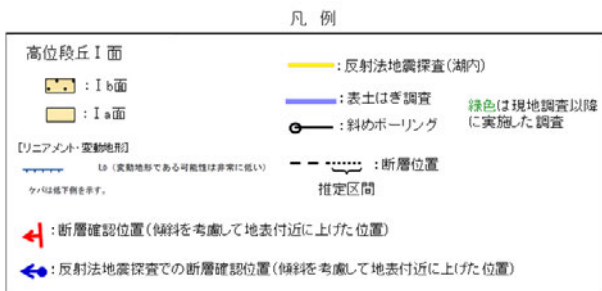 凡例
高位段丘Ⅰ面
:Ⅰb面
:Ⅰa面
[リニアメント・変動地形]
LD (変動地形である可能性は非常に低い)
ケバは低下側を示す。
:反射法地震探査(湖内)
:表土はぎ調査
:斜めボーリング
緑色は現地調査以降
に実施した調査
:断層位置
推定区間
:断層確認位置(傾斜を考慮して地表付近に上げた位置)
:反射法地震探査での断層確認位置(傾斜を考慮して地表付近に上げた位置)